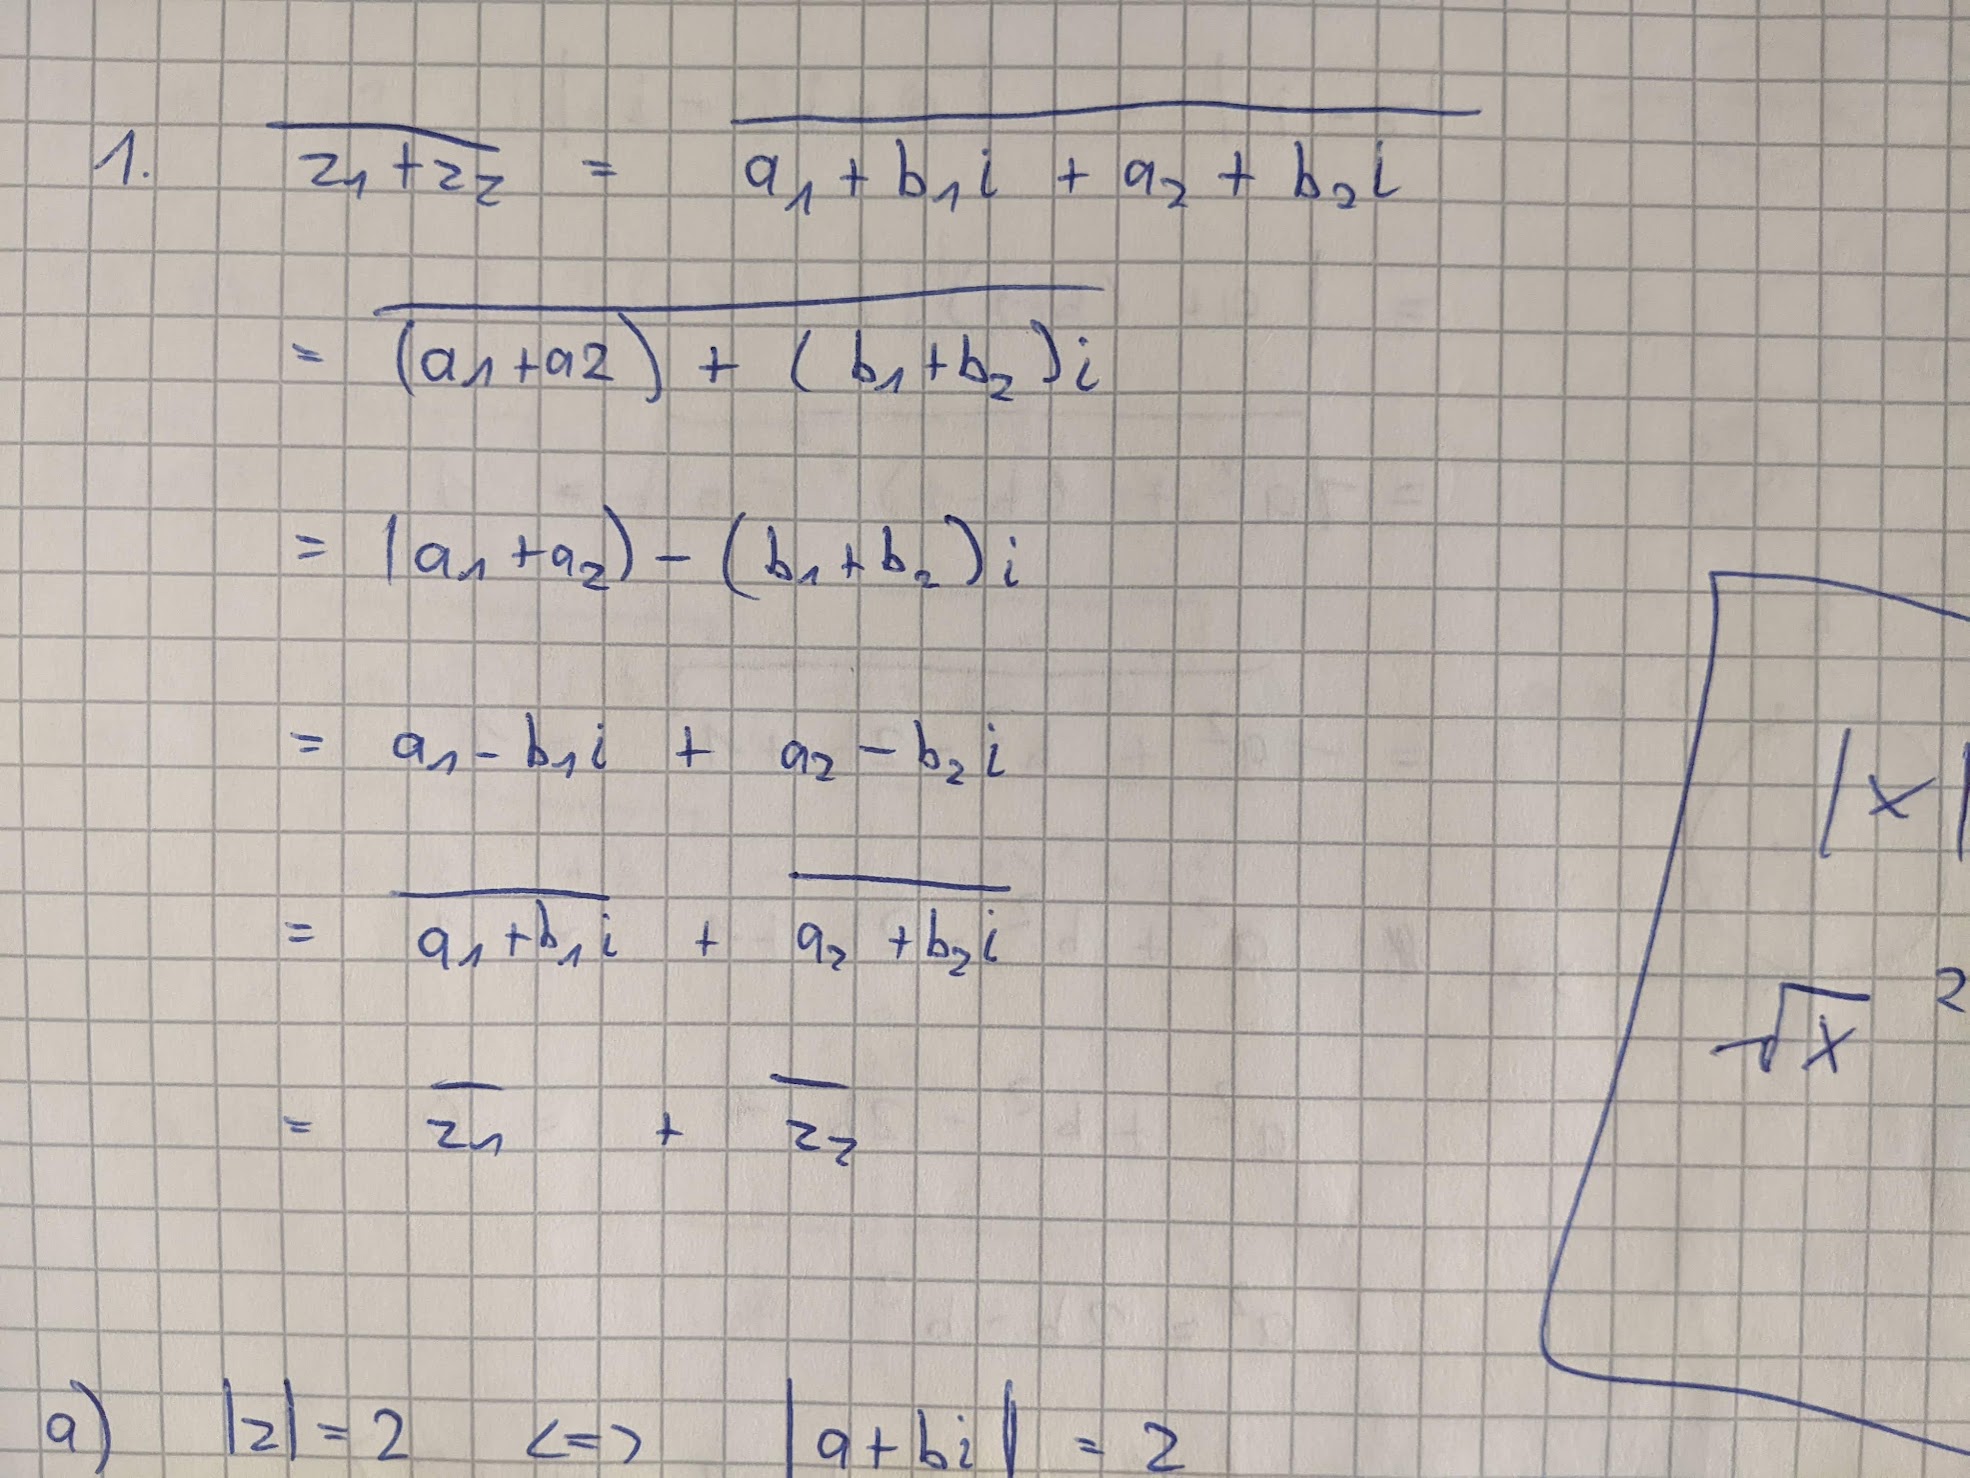 1. $\overline{z_1+z_2} = \overline{a_1+b_1i + a_2+b_2i}$
$= \overline{(a_1+a2) + (b_1+b_2)i}$
$= (a_1+a_2) - (b_1+b_2)i$
$= a_1-b_1i + a_2-b_2i$
|x|
$= \overline{a_1+b_1i} + \overline{a_2+b_2i}$
$\sqrt{x}$ 2
$= \overline{z_1} + \overline{z_2}$
a) |z| = 2 <=> |a+bi| = 2